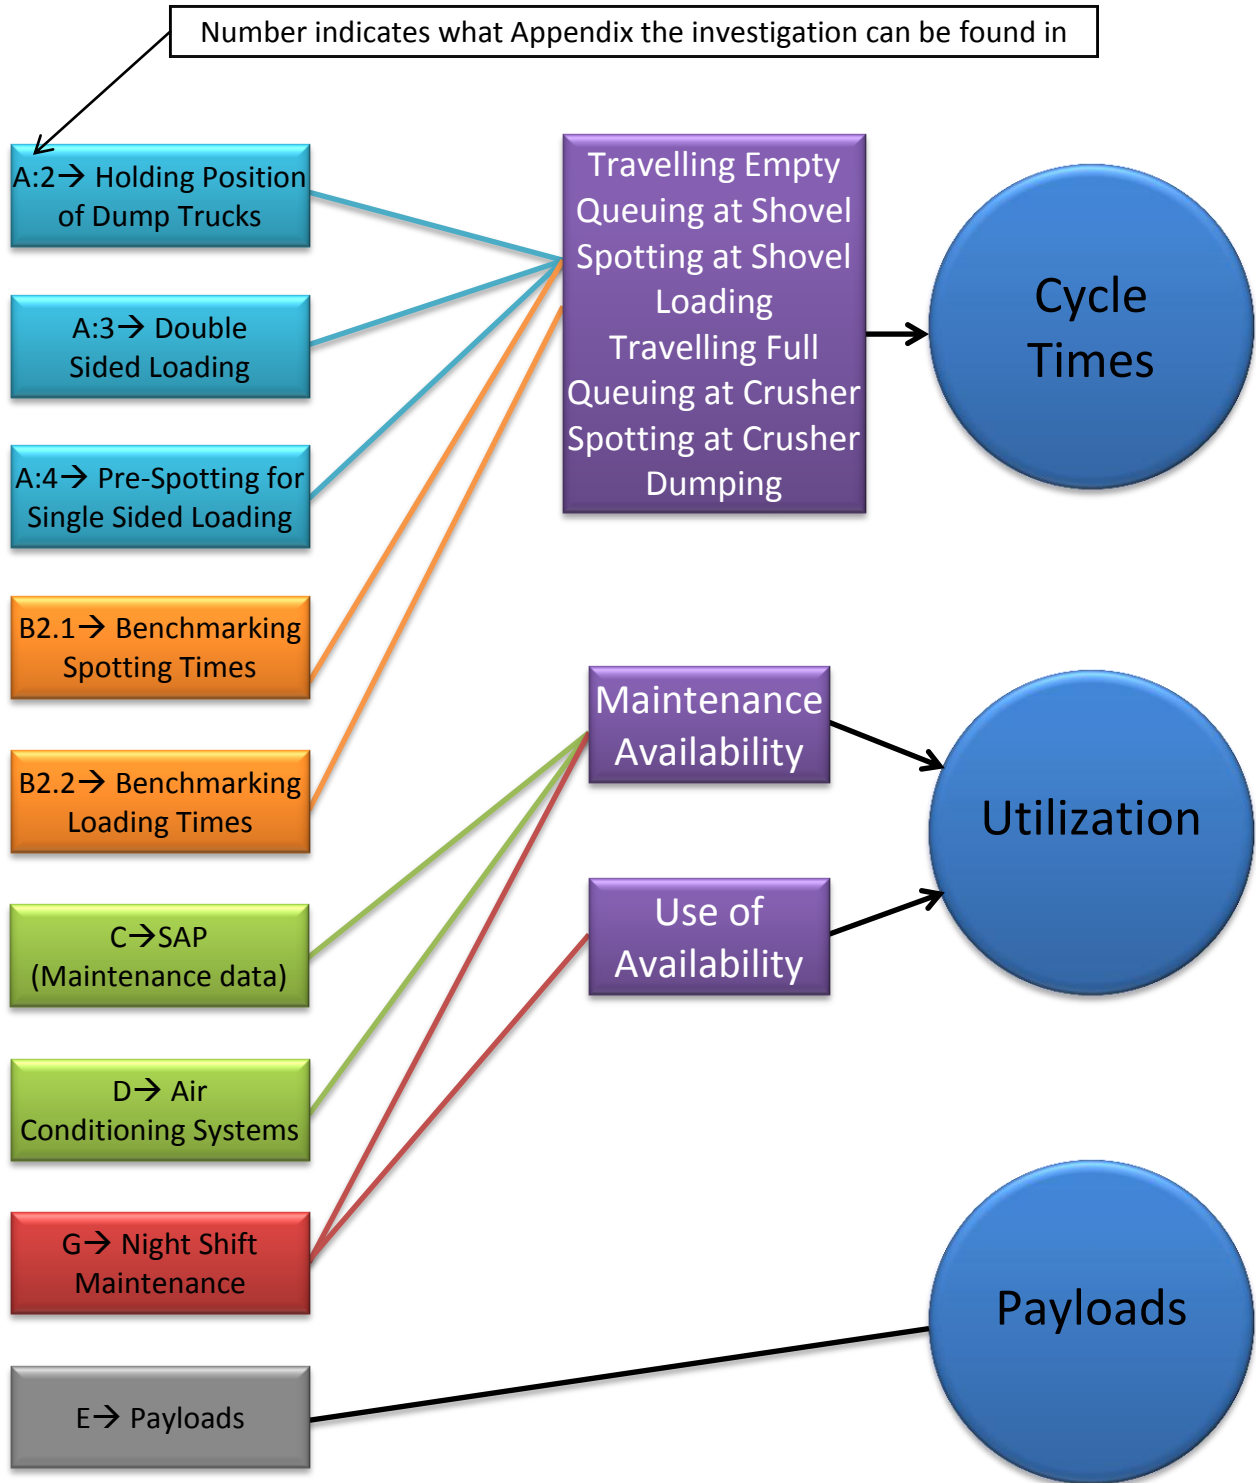 Number indicates what Appendix the investigation can be found in
A:2→ Holding Position
of Dump Trucks
A:3→ Double
Sided Loading
A:4→ Pre-Spotting for
Single Sided Loading
B2.1→ Benchmarking
Spotting Times
B2.2→ Benchmarking
Loading Times
C→SAP
(Maintenance data)
D→ Air
Conditioning Systems
G→ Night Shift
Maintenance
E→ Payloads
Travelling Empty
Queuing at Shovel
Spotting at Shovel
Loading
Travelling Full
Queuing at Crusher
Spotting at Crusher
Dumping
Maintenance
Availability
Use of
Availability
Cycle
Times
Utilization
Payloads